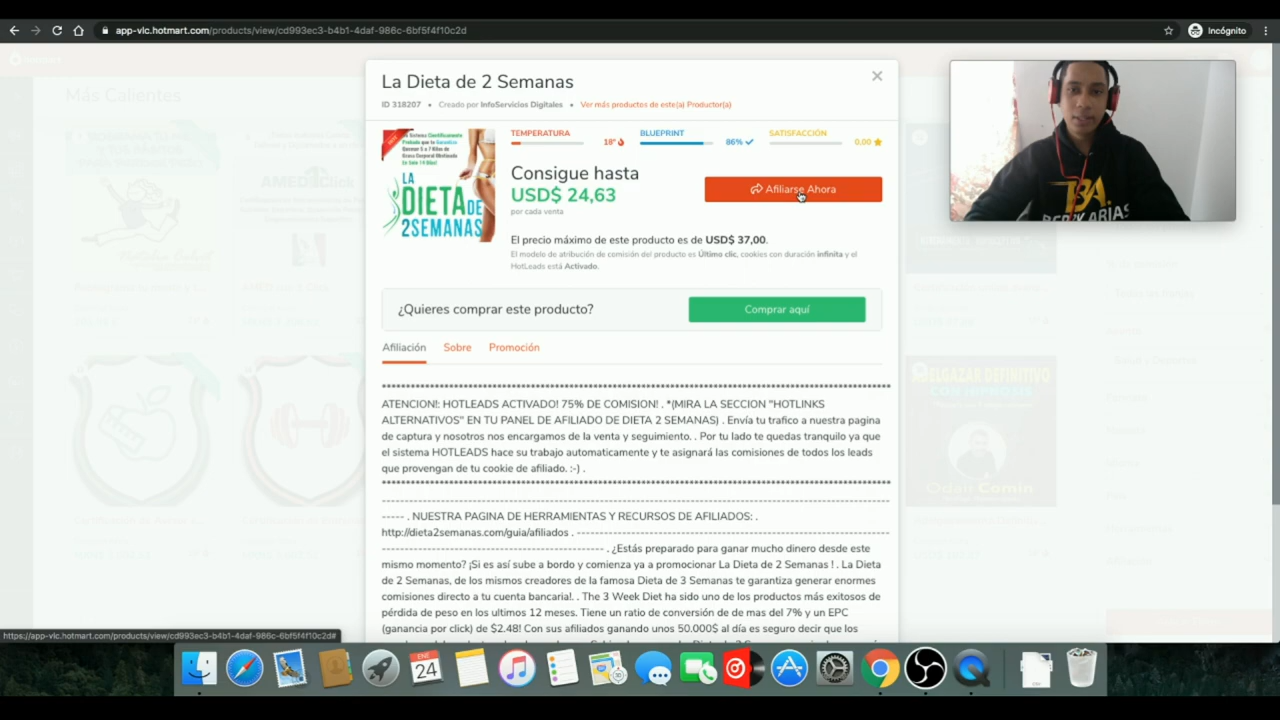 app-vlc.hotmart.com/products/view/cd993ec3-b4b1-4daf-986c-6bf5f4f10c2d
Incógnito
Más Calientes
La Dieta de 2 Semanas
ID 318207 • Creado por InfoServicios Digitales • Ver más productos de este(a) Productor(a)
TEMPERATURA
18°
BLUEPRINT
86%
SATISFACCIÓN
0.00
LA
DIETA DE
2SEMANAS
Consigue hasta
USD$ 24,63
por cada venta
Afiliarse Ahora
El precio máximo de este producto es de USD$ 37,00.
El modelo de atribución de comisión del producto es Último clic, cookies con duración infinita y el
HotLeads está Activado.
¿Quieres comprar este producto?
Comprar aquí
Afiliación Sobre Promoción
ATENCION!: HOTLEADS ACTIVADO! 75% DE COMISION! . *(MIRA LA SECCION "HOTLINKS
ALTERNATIVOS" EN TU PANEL DE AFILIADO DE DIETA 2 SEMANAS) . Envía tu trafico a nuestra pagina
de captura y nosotros nos encargamos de la venta y seguimiento. . Por tu lado te quedas tranquilo ya que
el sistema HOTLEADS hace su trabajo automaticamente y te asignará las comisiones de todos los leads
que provengan de tu cookie de afiliado. :-) .
----- . NUESTRA PAGINA DE HERRAMIENTAS Y RECURSOS DE AFILIADOS: .
http://dieta2semanas.com/guia/afiliados .
. ¿Estás preparado para ganar mucho dinero desde este
mismo momento? ¡Si es así sube a bordo y comienza ya a promocionar La Dieta de 2 Semanas ! . La Dieta
de 2 Semanas, de los mismos creadores de la famosa Dieta de 3 Semanas te garantiza generar enormes
comisiones directo a tu cuenta bancaria!. . The 3 Week Diet ha sido uno de los productos más exitosos de
pérdida de peso en los ultimos 12 meses. Tiene un ratio de conversión de de mas del 7% y un EPC
(ganancia por click) de $2.48! Con sus afiliados ganando unos 50.000$ al día es seguro decir que los
https://app-vlc.hotmart.com/products/view/cd993ec3-b4b1-4daf-986c-6bf5f4f10c2d#
ENE
24